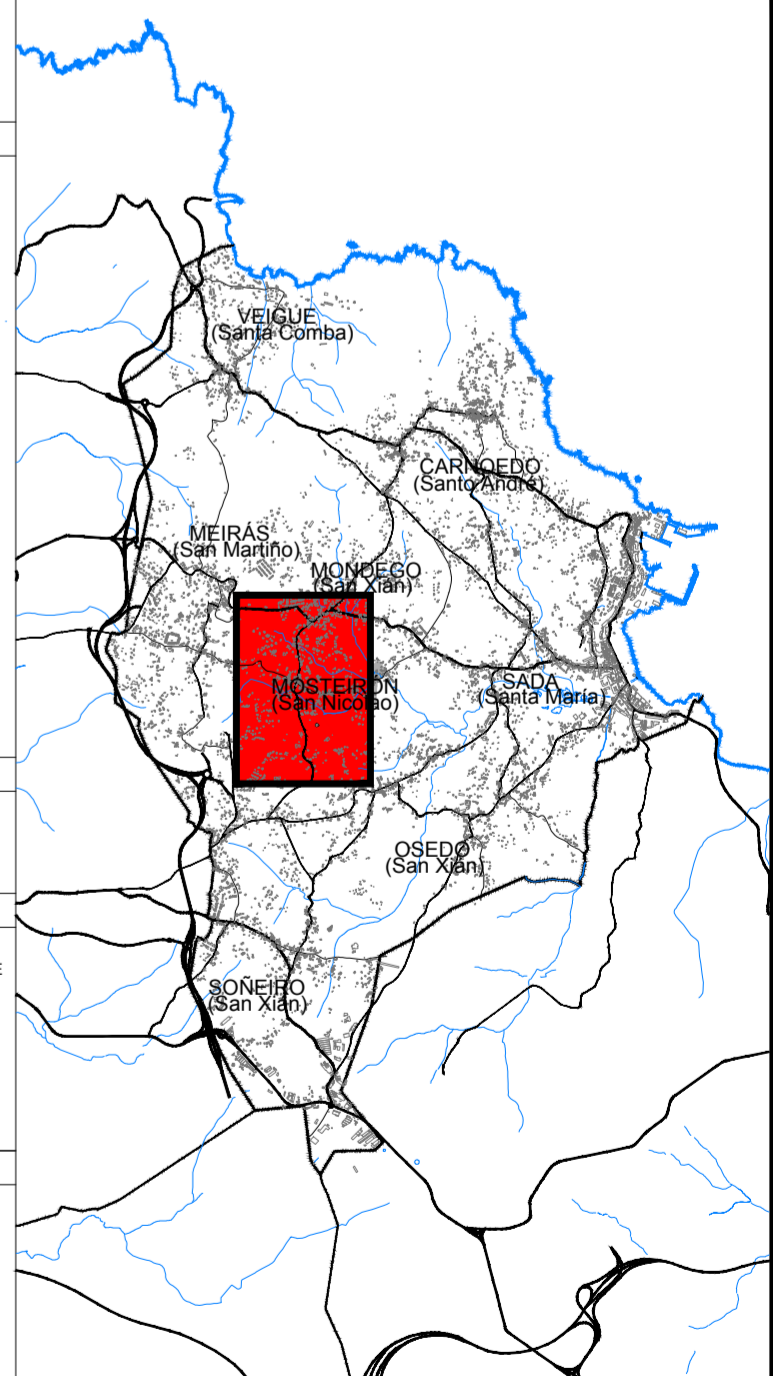 VEIGUE
(Santa Comba)
CARNOEDO
(Santo André)
MEIRÁS
(San Martiño)
MONDEGO
(San Xián)
MOSTEIRÓN
(San Nicolao)
SADA
(Santa María)
OSEDO
(San Xián)
SOÑEIRO
(San Xián)